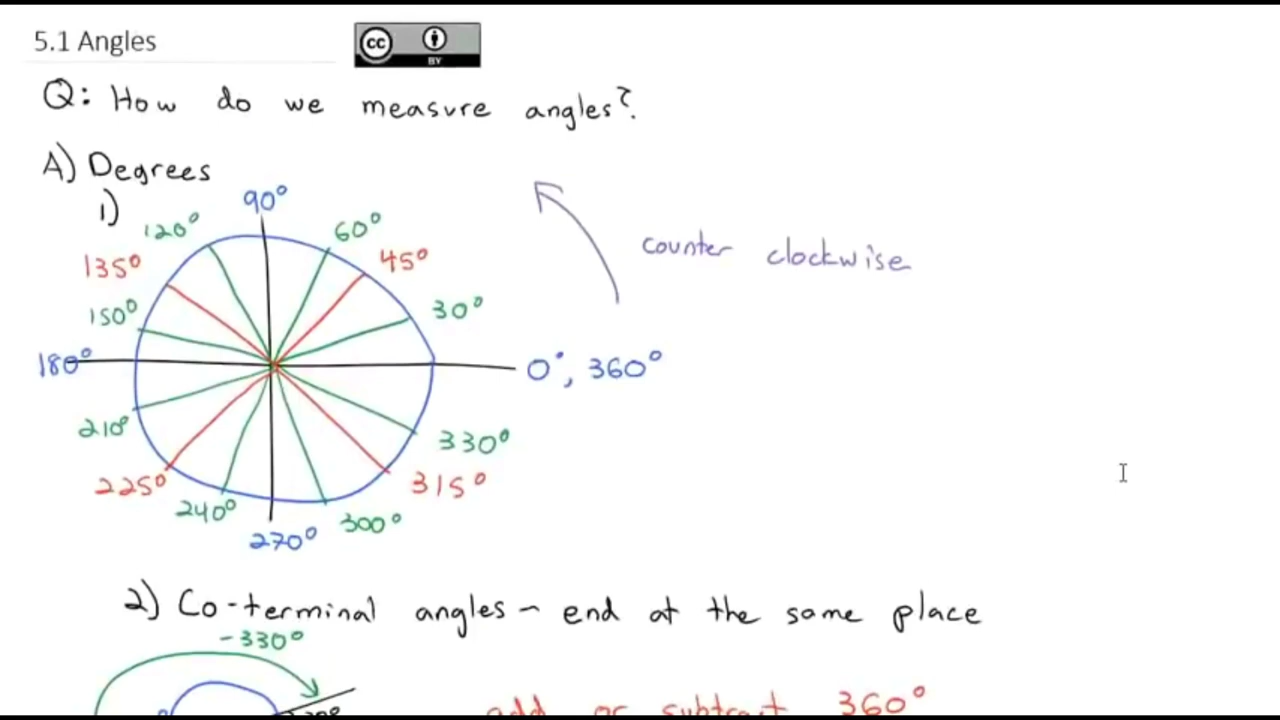 5.1 Angles
cc BY
Q: How do we measure angles?
A) Degrees
1)
90°
120° 60°
135° 45°
150° 30°
counter clockwise
180° 0°, 360°
210° 330°
225° 315°
240° 300°
270°
2) Co-terminal angles - end at the same place
-330°
add or subtract 360°